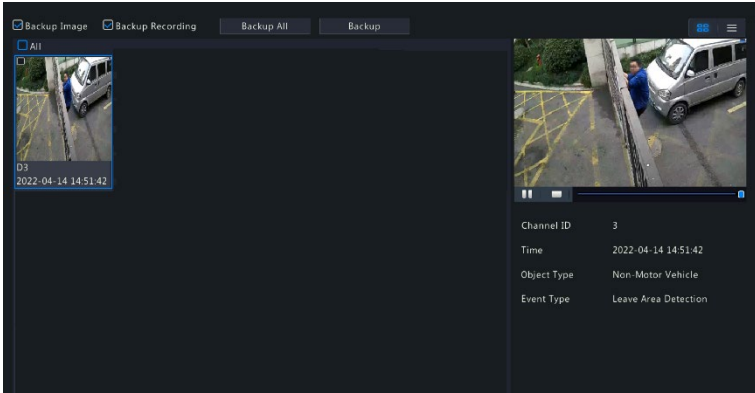 Backup Image Backup Recording Backup All Backup
All
D3
2022-04-14 14:51:42
Channel ID 3
Time 2022-04-14 14:51:42
Object Type Non-Motor Vehicle
Event Type Leave Area Detection